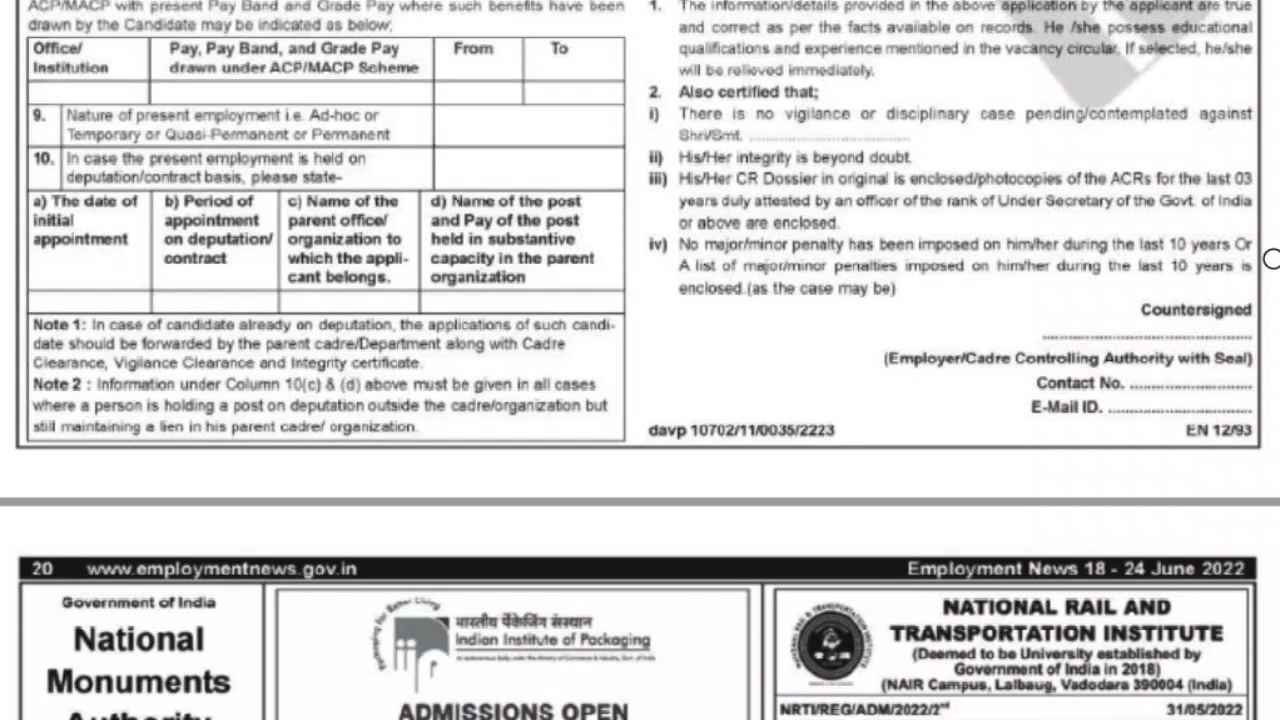 ACP/MACP with present Pay Band and Grade Pay where such benefits have been
drawn by the Candidate may be indicated as below;
Office/
Institution
Pay, Pay Band, and Grade Pay
drawn under ACP/MACP Scheme
From
To
9. Nature of present employment i.e. Ad-hoc or
Temporary or Quasi-Permanent or Permanent
10. In case the present employment is held on
deputation/contract basis, please state-
a) The date of
initial
appointment
b) Period of
appointment
on deputation/
contract
c) Name of the
parent office/
organization to
which the appli-
cant belongs.
d) Name of the post
and Pay of the post
held in substantive
capacity in the parent
organization
Note 1: In case of candidate already on deputation, the applications of such candi-
date should be forwarded by the parent cadre/Department along with Cadre
Clearance, Vigilance Clearance and Integrity certificate.
Note 2 : Information under Column 10(c) & (d) above must be given in all cases
where a person is holding a post on deputation outside the cadre/organization but
still maintaining a lien in his parent cadre/ organization.
1. The information/details provided in the above application by the applicant are true
and correct as per the facts available on records. He /she possess educational
qualifications and experience mentioned in the vacancy circular. If selected, he/she
will be relieved immediately.
2. Also certified that;
i) There is no vigilance or disciplinary case pending/contemplated against
Shri/Smt. ................................
ii) His/Her integrity is beyond doubt.
iii) His/Her CR Dossier in original is enclosed/photocopies of the ACRs for the last 03
years duly attested by an officer of the rank of Under Secretary of the Govt. of India
or above are enclosed.
iv) No major/minor penalty has been imposed on him/her during the last 10 years Or
A list of major/minor penalties imposed on him/her during the last 10 years is
enclosed.(as the case may be)
Countersigned
................................
(Employer/Cadre Controlling Authority with Seal)
Contact No. ........................
E-Mail ID. ............................
davp 10702/11/0035/2223
EN 12/93
20 www.employmentnews.gov.in
Employment News 18 - 24 June 2022
Government of India
National
Monuments
Authority
भारतीय पैकेजिंग संस्थान
Indian Institute of Packaging
ADMISSIONS OPEN
NATIONAL RAIL AND
TRANSPORTATION INSTITUTE
(Deemed to be University established by
Government of India in 2018)
(NAIR Campus, Lalbaug, Vadodara 390004 (India)
NRTI/REG/ADM/2022/2nd
31/05/2022